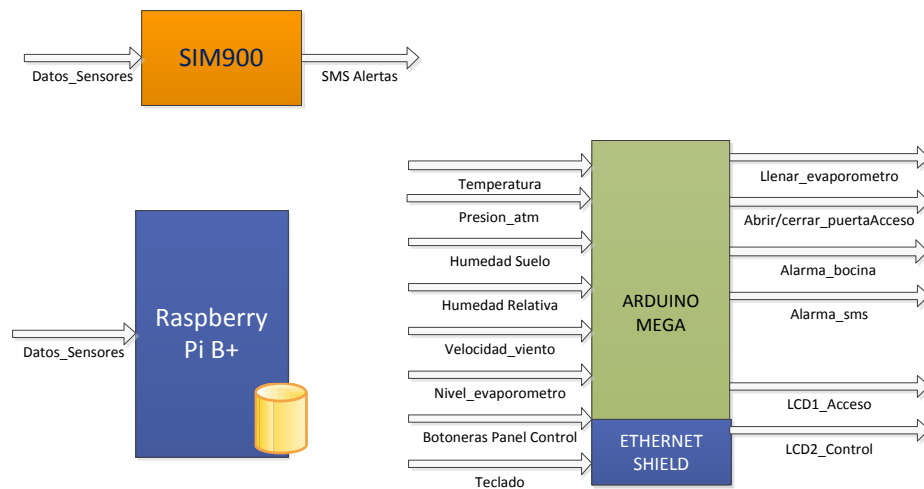 SIM900
Datos_Sensores
SMS Alertas
Raspberry
Pi B+
Datos_Sensores
Temperatura
Presion_atm
Humedad Suelo
Humedad Relativa
Velocidad_viento
Nivel_evaporometro
Botoneras Panel Control
Teclado
ARDUINO
MEGA
ETHERNET
SHIELD
Llenar_evaporometro
Abrir/cerrar_puertaAcceso
Alarma_bocina
Alarma_sms
LCD1_Acceso
LCD2_Control